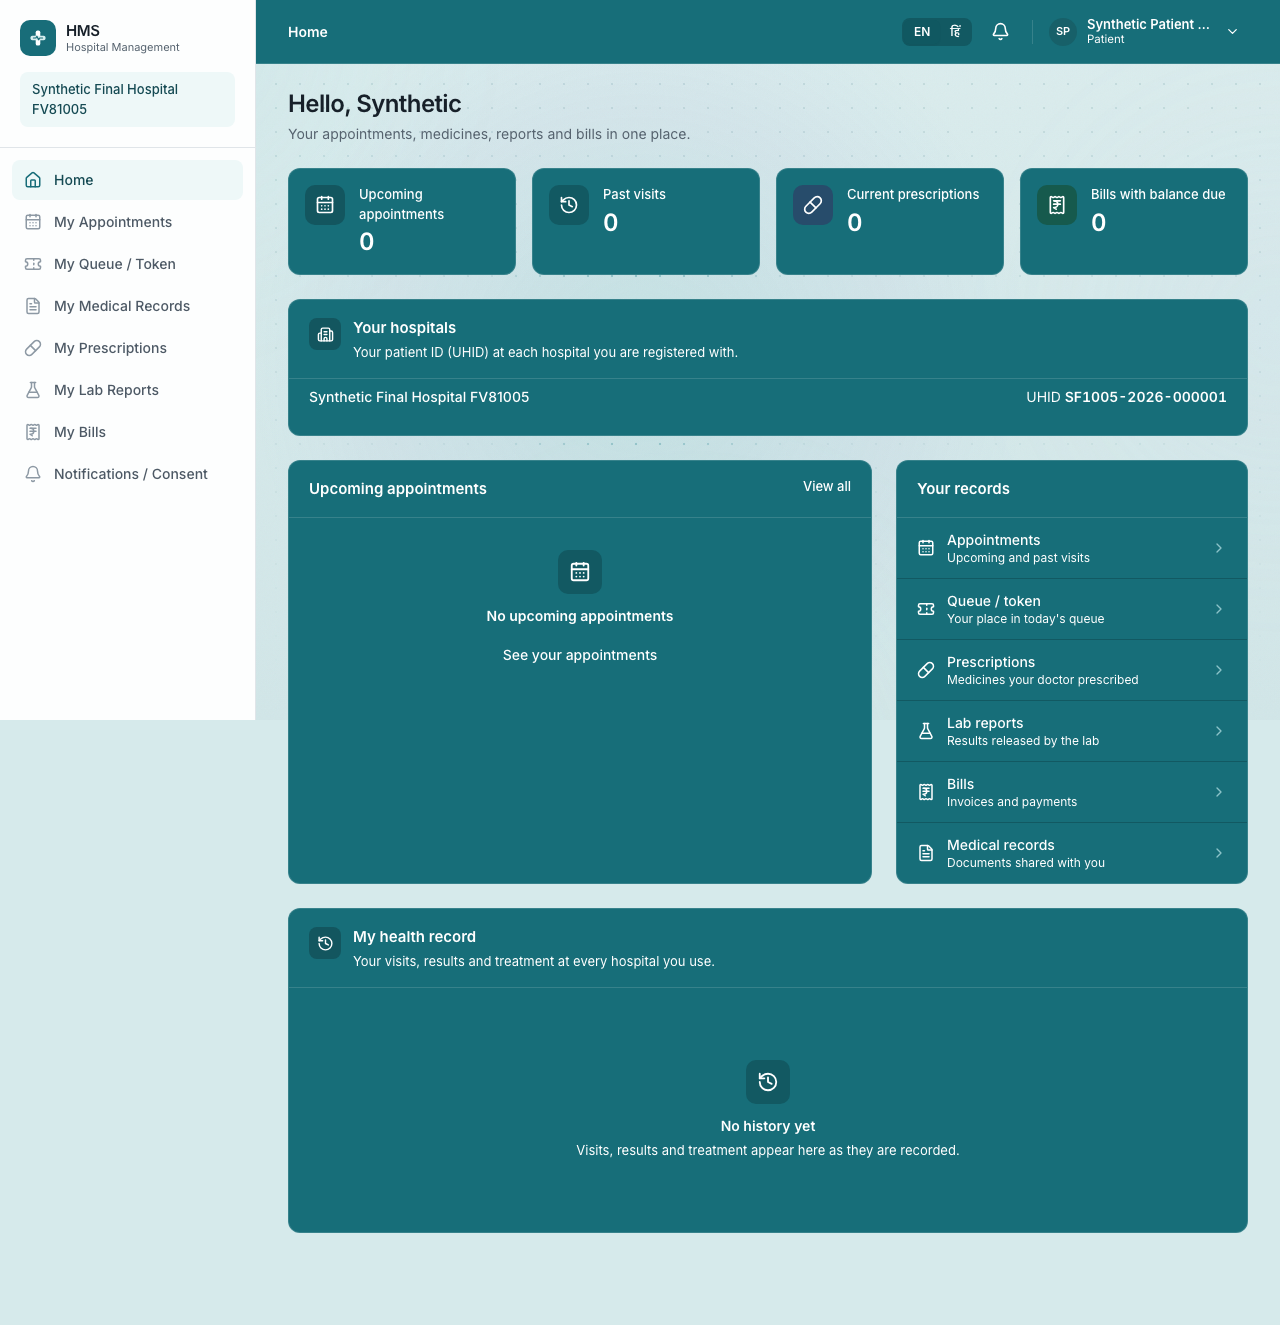 HMS
Hospital Management
Synthetic Final Hospital
FV81005
Home
My Appointments
My Queue / Token
My Medical Records
My Prescriptions
My Lab Reports
My Bills
Notifications / Consent
Home
EN
हिं
SP
Synthetic Patient ...
Patient
Hello, Synthetic
Your appointments, medicines, reports and bills in one place.
Upcoming
appointments
0
Past visits
0
Current prescriptions
0
Bills with balance due
0
Your hospitals
Your patient ID (UHID) at each hospital you are registered with.
Synthetic Final Hospital FV81005
UHID SF1005-2026-000001
Upcoming appointments
View all
No upcoming appointments
See your appointments
Your records
Appointments
Upcoming and past visits
Queue / token
Your place in today's queue
Prescriptions
Medicines your doctor prescribed
Lab reports
Results released by the lab
Bills
Invoices and payments
Medical records
Documents shared with you
My health record
Your visits, results and treatment at every hospital you use.
No history yet
Visits, results and treatment appear here as they are recorded.